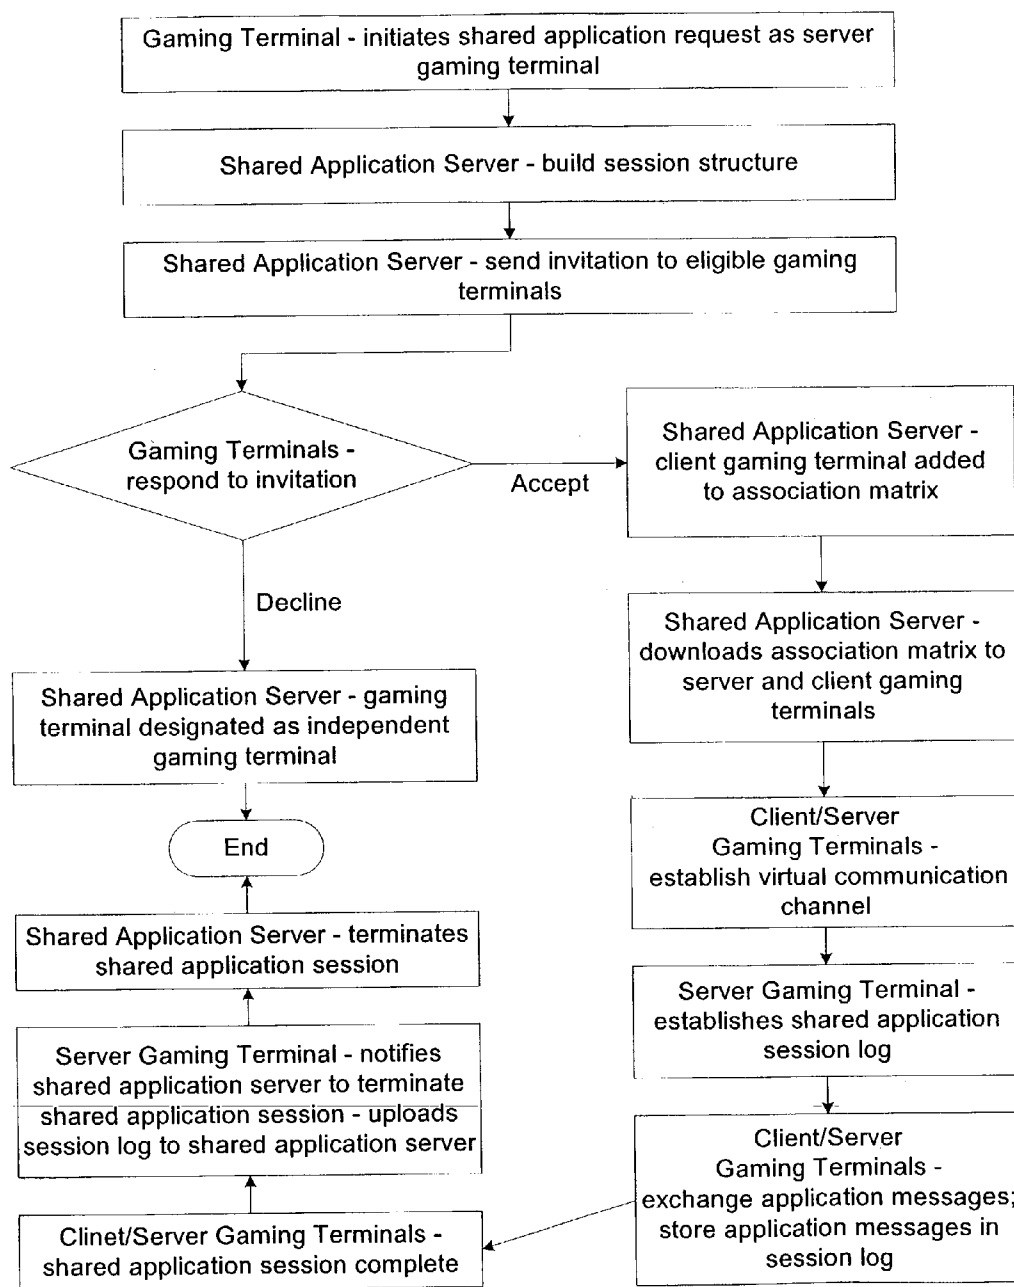 Gaming Terminal - initiates shared application request as server
gaming terminal
Shared Application Server - build session structure
Shared Application Server - send invitation to eligible gaming
terminals
Gaming Terminals -
respond to invitation
Accept
Shared Application Server -
client gaming terminal added
to association matrix
Decline
Shared Application Server -
downloads association matrix to
server and client gaming
terminals
Shared Application Server - gaming
terminal designated as independent
gaming terminal
End
Client/Server
Gaming Terminals -
establish virtual communication
channel
Shared Application Server - terminates
shared application session
Server Gaming Terminal -
establishes shared application
session log
Server Gaming Terminal - notifies
shared application server to terminate
shared application session - uploads
session log to shared application server
Client/Server
Gaming Terminals -
exchange application messages;
store application messages in
session log
Clinet/Server Gaming Terminals -
shared application session complete